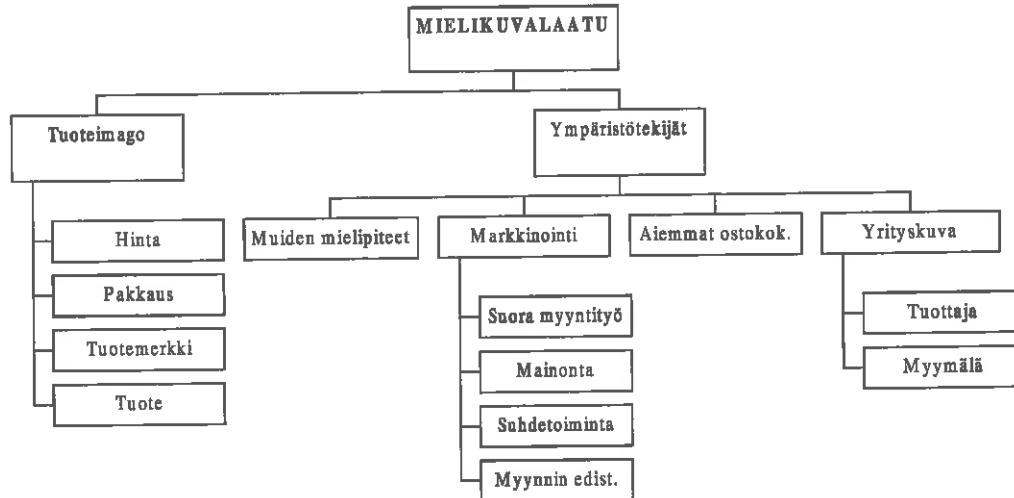 MIELIKUVALAATU
Tuoteimago
Ympäristötekijät
Hinta
Pakkaus
Tuotemerkki
Tuote
Muiden mielipiteet
Markkinointi
Aiemmat ostokok.
Yrityskuva
Suora myyntityö
Mainonta
Suhdetoiminta
Myynnin edist.
Tuottaja
Myymälä